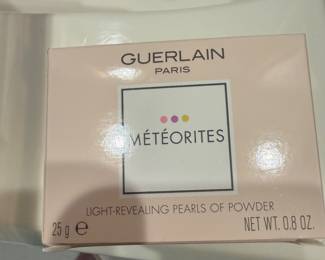 GUERLAIN
PARIS
MÉTÉORITES
LIGHT-REVEALING PEARLS OF POWDER
25 g ℮ NET WT. 0.8 OZ.